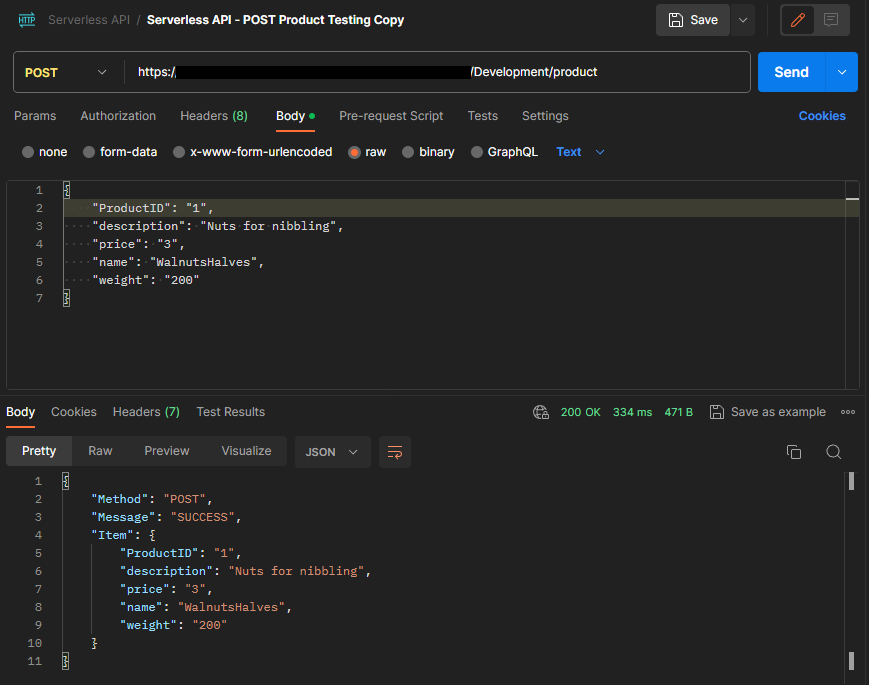 HTTP Serverless API / Serverless API - POST Product Testing Copy Save
POST https:/ /Development/product Send
Params Authorization Headers (8) Body Pre-request Script Tests Settings Cookies
none form-data x-www-form-urlencoded raw binary GraphQL Text
1 {
2 "ProductID": "1",
3 "description": "Nuts for nibbling",
4 "price": "3",
5 "name": "WalnutsHalves",
6 "weight": "200"
7 }
Body Cookies Headers (7) Test Results 200 OK 334 ms 471 B Save as example
Pretty Raw Preview Visualize JSON
1 {
2 "Method": "POST",
3 "Message": "SUCCESS",
4 "Item": {
5 "ProductID": "1",
6 "description": "Nuts for nibbling",
7 "price": "3",
8 "name": "WalnutsHalves",
9 "weight": "200"
10 }
11 }